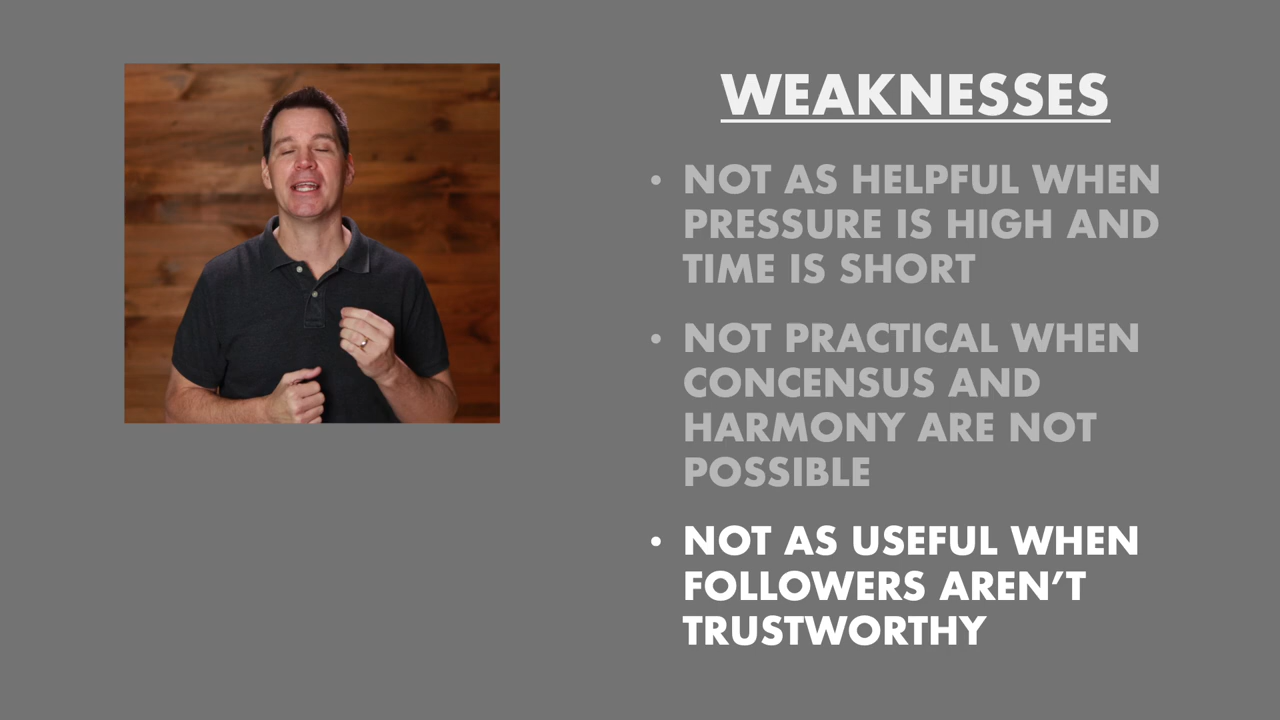 WEAKNESSES
• NOT AS HELPFUL WHEN
PRESSURE IS HIGH AND
TIME IS SHORT
• NOT PRACTICAL WHEN
CONCENSUS AND
HARMONY ARE NOT
POSSIBLE
• NOT AS USEFUL WHEN
FOLLOWERS AREN’T
TRUSTWORTHY